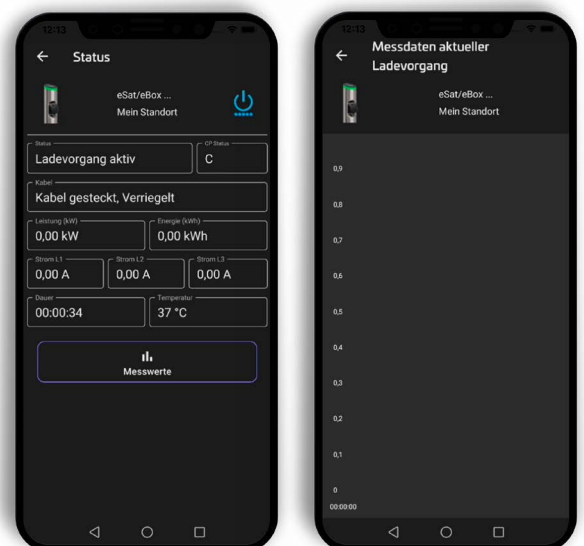 12:13
Status
eSat/eBox ...
Mein Standort
Status
Ladevorgang aktiv
CP Status
C
Kabel
Kabel gesteckt, Verriegelt
Leistung (kW)
0,00 kW
Energie (kWh)
0,00 kWh
Strom L1
0,00 A
Strom L2
0,00 A
Strom L3
0,00 A
Dauer
00:00:34
Temperatur
37 °C
Messwerte
12:13
Messdaten aktueller
Ladevorgang
eSat/eBox ...
Mein Standort
0,9
0,8
0,7
0,6
0,5
0,4
0,3
0,2
0,1
0
00:00:00